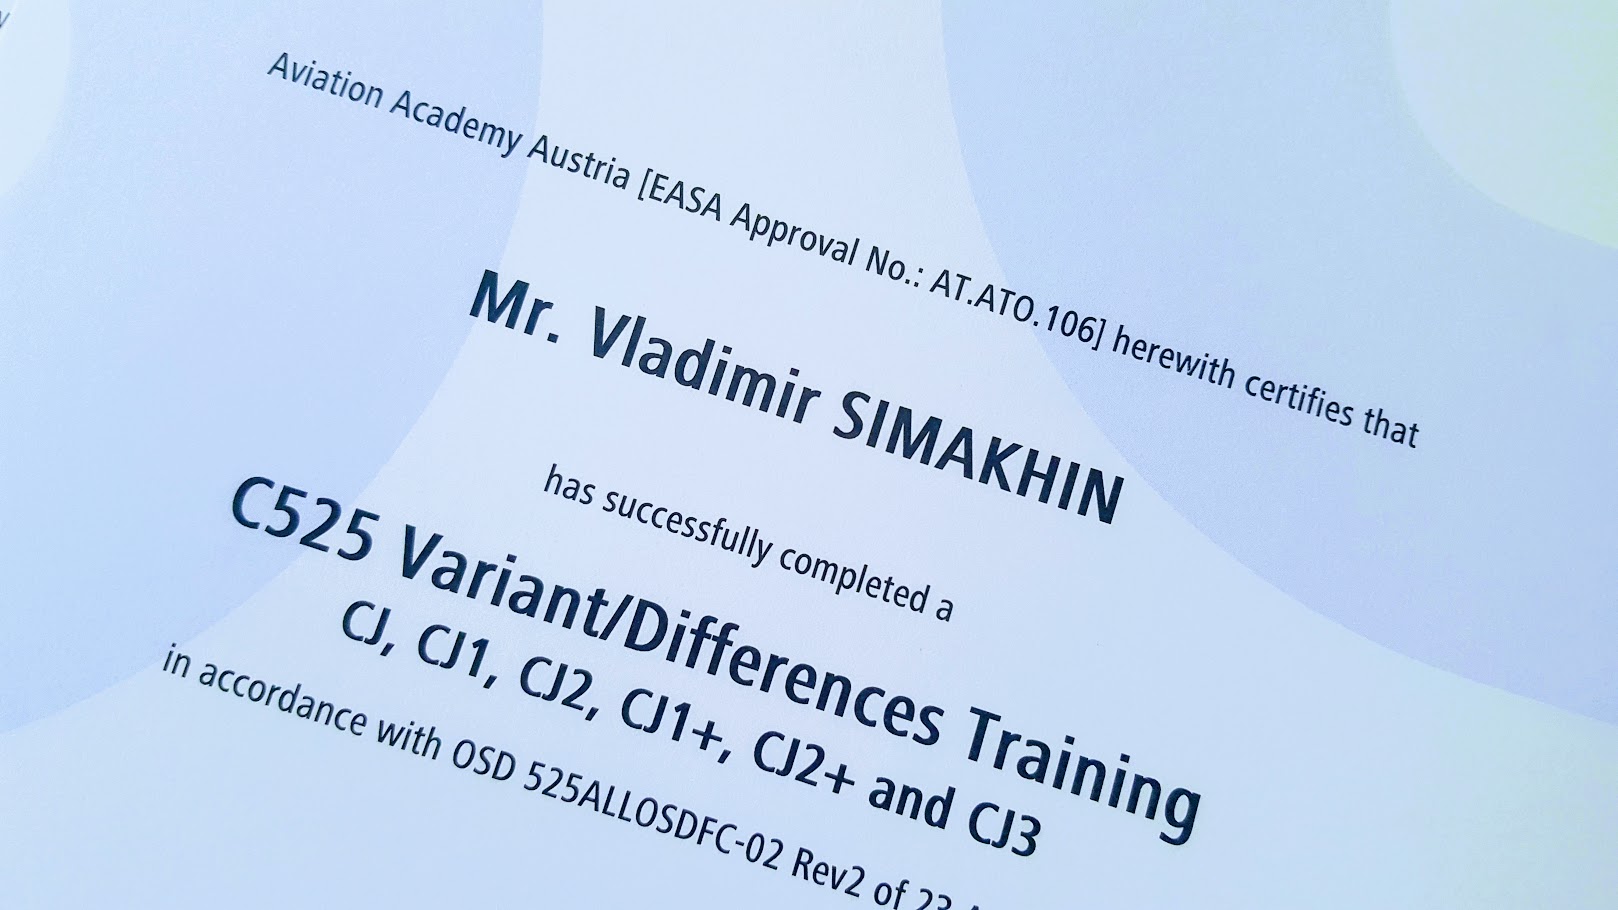 Aviation Academy Austria [EASA Approval No.: AT.ATO.106] herewith certifies that
Mr. Vladimir SIMAKHIN
has successfully completed a
C525 Variant/Differences Training
CJ, CJ1, CJ2, CJ1+, CJ2+ and CJ3
in accordance with OSD 525ALLOSDFC-02 Rev2 of 23